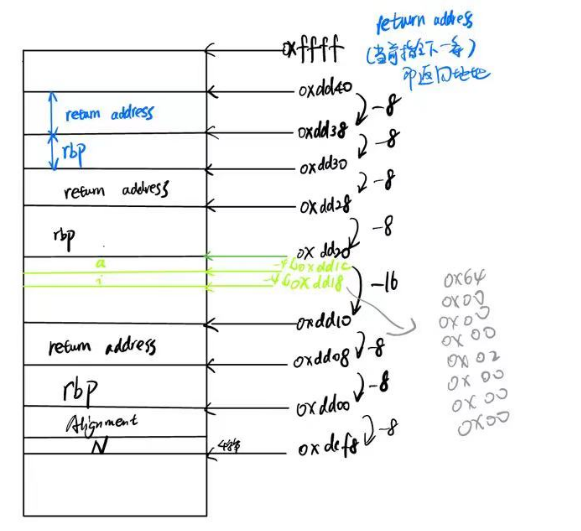 0xffff
return address
(当前指令下一条)
即返回地址
0xdd40
-8
return address
0xdd38
-8
rbp
0xdd30
-8
return address
0xdd28
-8
rbp
0xdd20
a
-4
0xdd1c
i
-4
0xdd18
-16
0xdd10
-8
return address
0xdd08
-8
rbp
0xdd00
-8
Alignment
N
0xdef8
0x64
0x00
0x00
0x00
0x02
0x00
0x00
0x00